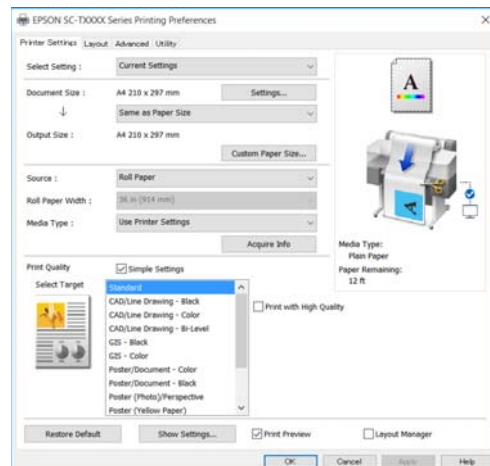 EPSON SC-TXXXX Series Printing Preferences
Printer Settings Layout Advanced Utility
Select Setting : Current Settings
Document Size : A4 210 x 297 mm Settings...
Same as Paper Size
Output Size : A4 210 x 297 mm
Custom Paper Size...
Source : Roll Paper
Roll Paper Width : 36 in (914 mm)
Media Type : Use Printer Settings
Acquire Info
A
Media Type:
Plain Paper
Paper Remaining:
12 ft
Print Quality Simple Settings
Select Target
Standard
CAD/Line Drawing - Black
CAD/Line Drawing - Color
CAD/Line Drawing - Bi-Level
GIS - Black
GIS - Color
Poster/Document - Color
Poster/Document - Black
Poster (Photo)/Perspective
Poster (Yellow Paper)
Print with High Quality
Restore Default Show Settings... Print Preview Layout Manager
OK Cancel Apply Help